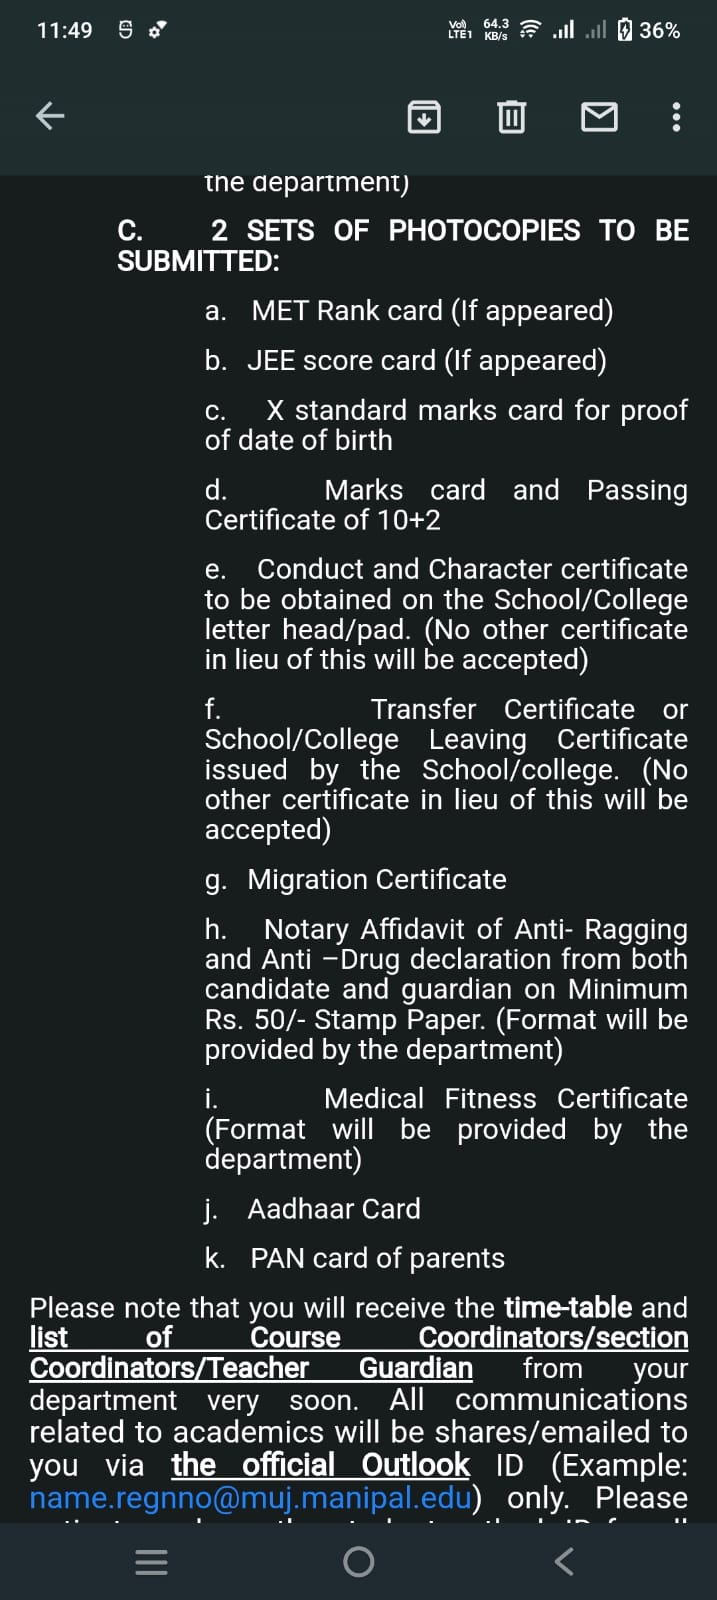 11:49 Vo) LTE1 64.3 KB/s 36%
the department)
C. 2 SETS OF PHOTOCOPIES TO BE
SUBMITTED:
a. MET Rank card (If appeared)
b. JEE score card (If appeared)
c. X standard marks card for proof
of date of birth
d. Marks card and Passing
Certificate of 10+2
e. Conduct and Character certificate
to be obtained on the School/College
letter head/pad. (No other certificate
in lieu of this will be accepted)
f. Transfer Certificate or
School/College Leaving Certificate
issued by the School/college. (No
other certificate in lieu of this will be
accepted)
g. Migration Certificate
h. Notary Affidavit of Anti- Ragging
and Anti –Drug declaration from both
candidate and guardian on Minimum
Rs. 50/- Stamp Paper. (Format will be
provided by the department)
i. Medical Fitness Certificate
(Format will be provided by the
department)
j. Aadhaar Card
k. PAN card of parents
Please note that you will receive the time-table and
list of Course Coordinators/section
Coordinators/Teacher Guardian from your
department very soon. All communications
related to academics will be shares/emailed to
you via the official Outlook ID (Example:
name.regnno@muj.manipal.edu) only. Please